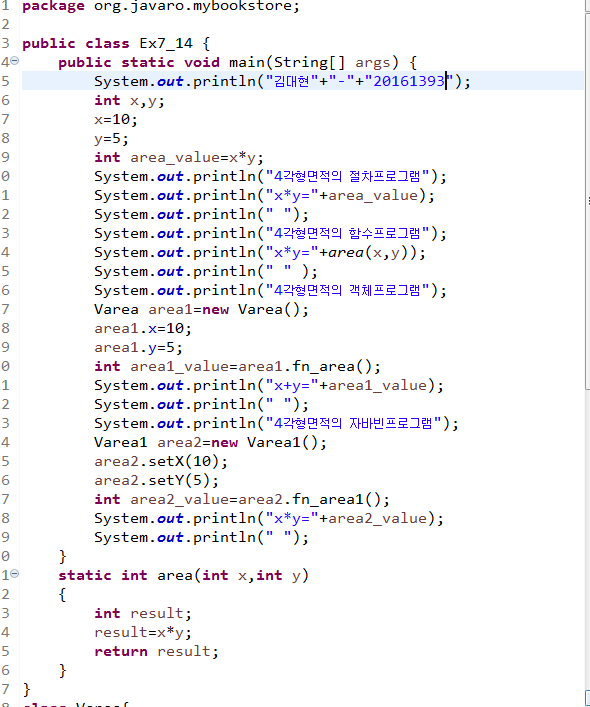 1 package org.javaro.mybookstore;
2
3 public class Ex7_14 {
4 public static void main(String[] args) {
5 System.out.println("김대현"+"-"+"20161393");
6 int x,y;
7 x=10;
8 y=5;
9 int area_value=x*y;
0 System.out.println("4각형면적의 절차프로그램");
1 System.out.println("x*y="+area_value);
2 System.out.println(" ");
3 System.out.println("4각형면적의 함수프로그램");
4 System.out.println("x*y="+area(x,y));
5 System.out.println(" " );
6 System.out.println("4각형면적의 객체프로그램");
7 Varea area1=new Varea();
8 area1.x=10;
9 area1.y=5;
0 int area1_value=area1.fn_area();
1 System.out.println("x+y="+area1_value);
2 System.out.println(" ");
3 System.out.println("4각형면적의 자바빈프로그램");
4 Varea1 area2=new Varea1();
5 area2.setX(10);
6 area2.setY(5);
7 int area2_value=area2.fn_area1();
8 System.out.println("x*y="+area2_value);
9 System.out.println(" ");
0 }
1 static int area(int x,int y)
2 {
3 int result;
4 result=x*y;
5 return result;
6 }
7 }
8 class Varea{